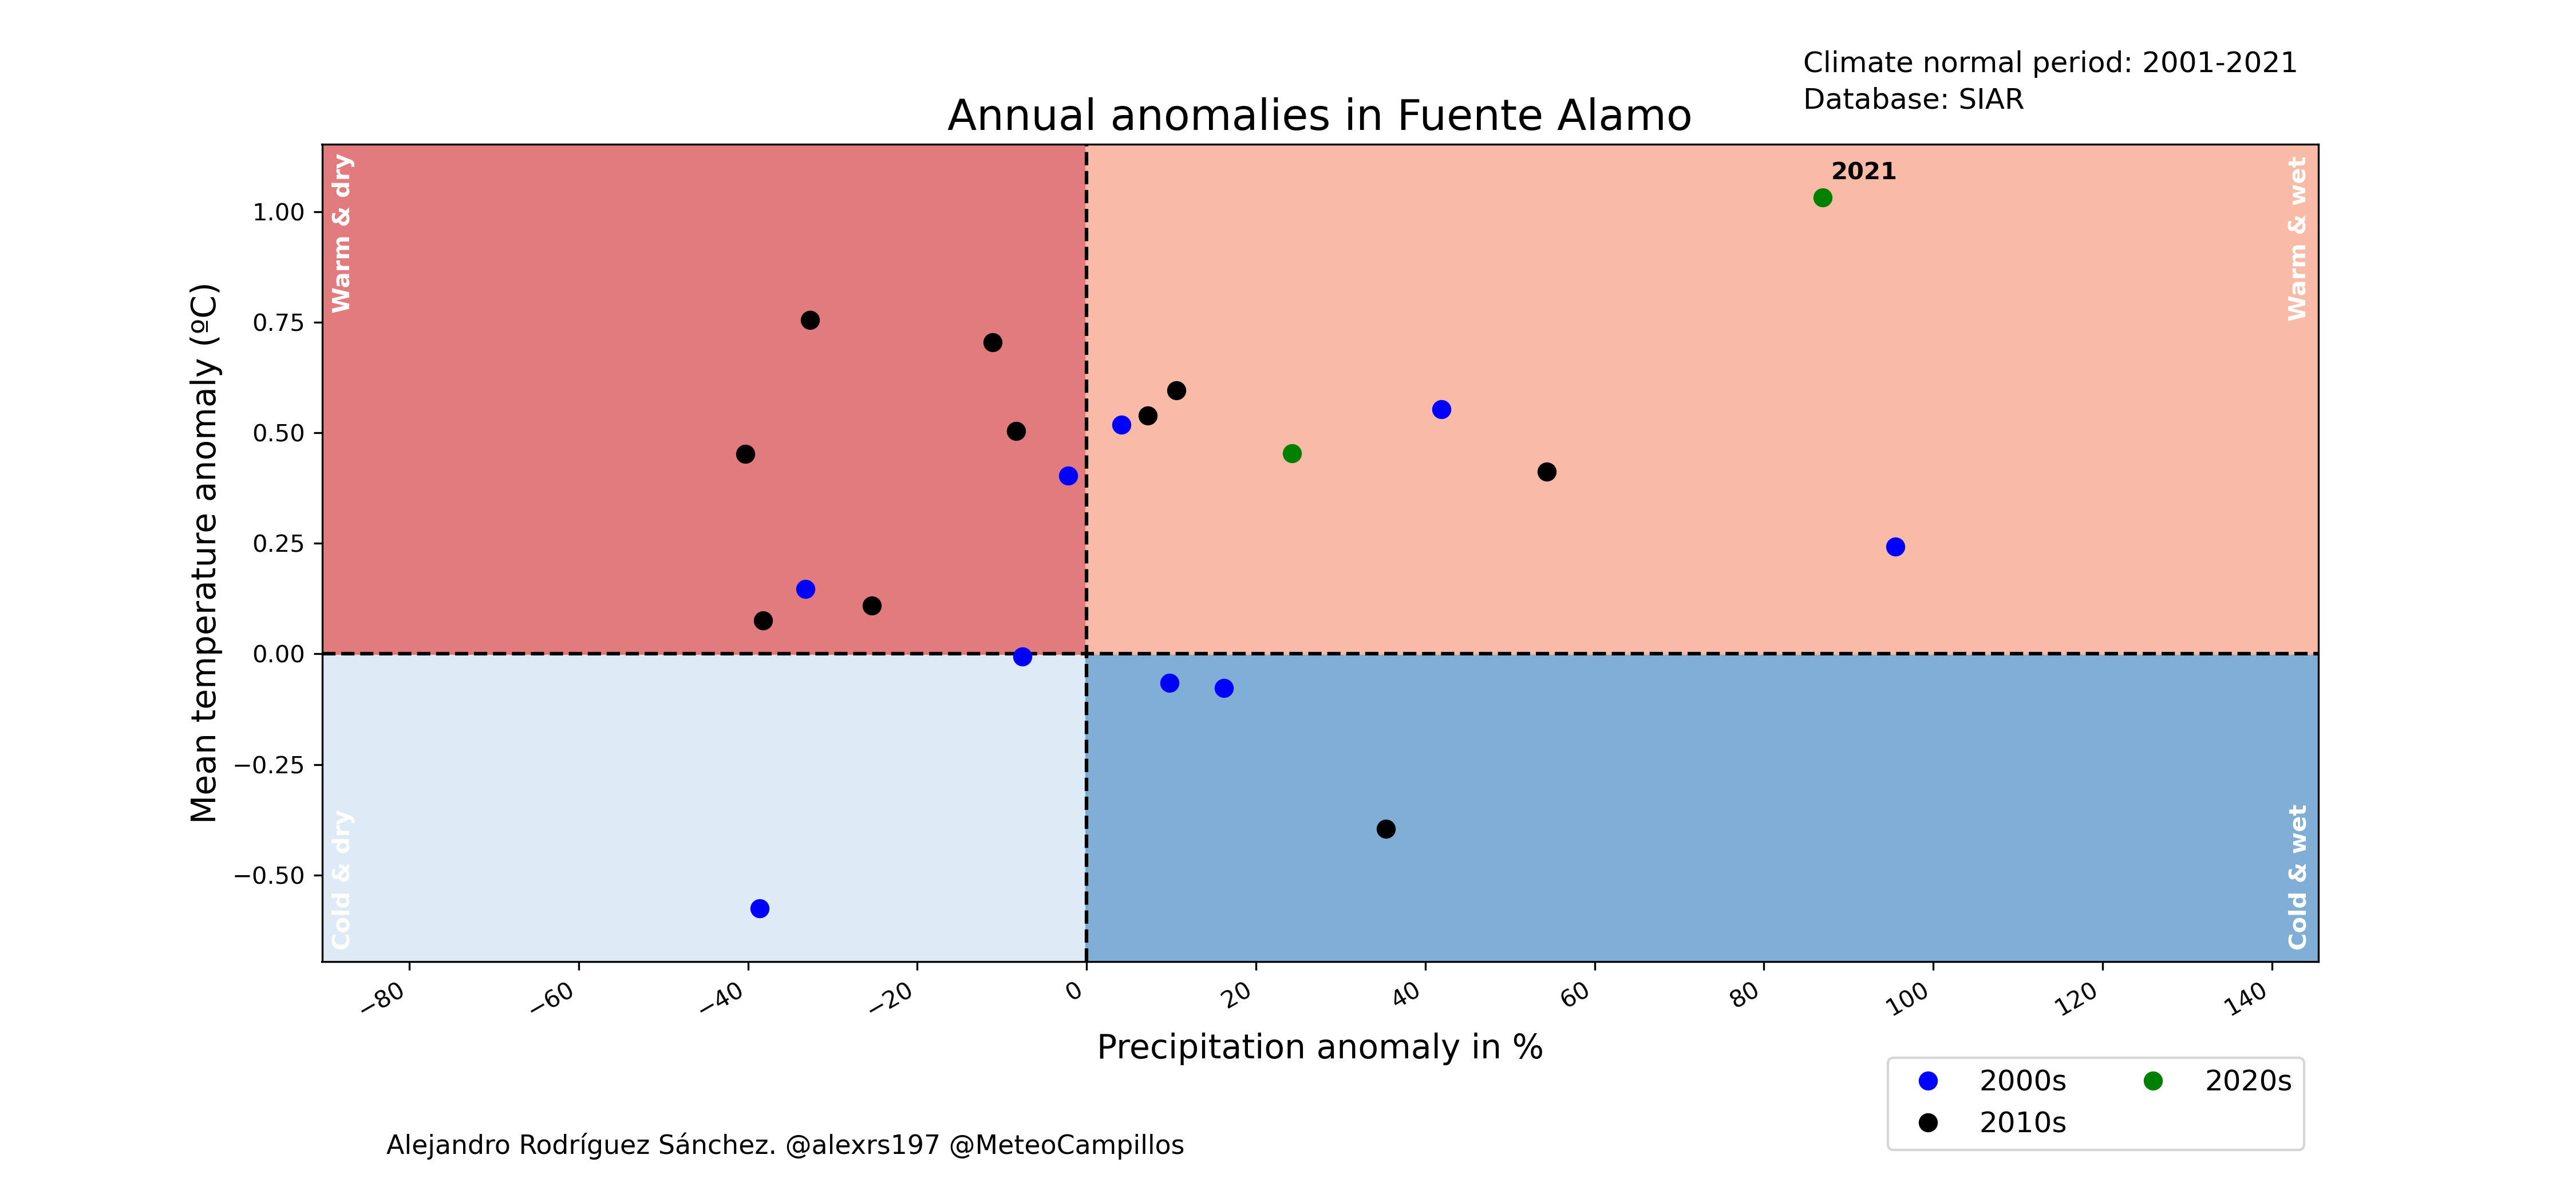 Climate normal period: 2001-2021
Database: SIAR
Annual anomalies in Fuente Alamo
Warm & dry
Warm & wet
2021
Mean temperature anomaly (ºC)
1.00
0.75
0.50
0.25
0.00
−0.25
−0.50
Cold & dry
Cold & wet
−80
−60
−40
−20
0
20
40
60
80
100
120
140
Precipitation anomaly in %
2000s
2010s
2020s
Alejandro Rodríguez Sánchez. @alexrs197 @MeteoCampillos